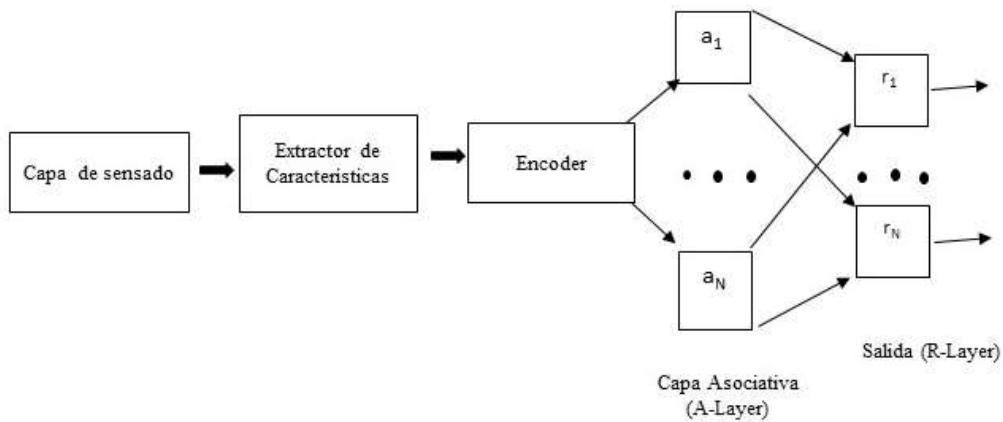 Capa de sensado
Extractor de
Caracteristicas
Encoder
a1
aN
r1
rN
Capa Asociativa
(A-Layer)
Salida (R-Layer)